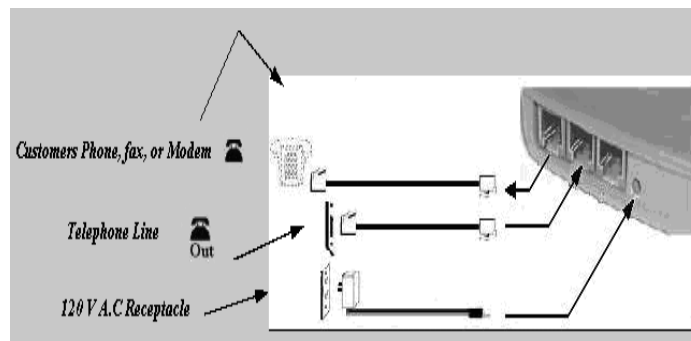 Customers Phone, fax, or Modem
Telephone Line
Out
120 V A.C Receptacle